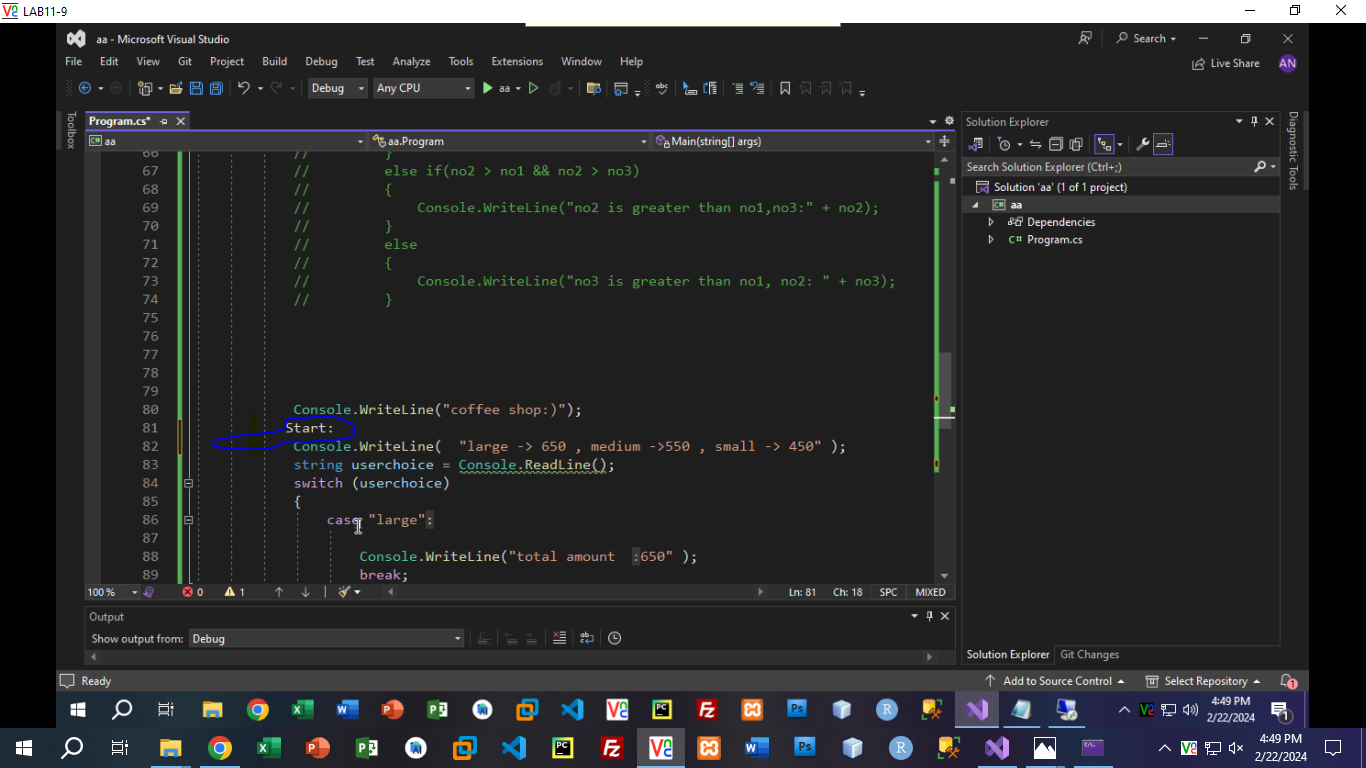 LAB11-9
aa - Microsoft Visual Studio
Search
File Edit View Git Project Build Debug Test Analyze Tools Extensions Window Help
Live Share AN
Debug Any CPU aa
Toolbox
Program.cs*
aa aa.Program Main(string[] args)
66 // }
67 // else if(no2 > no1 && no2 > no3)
68 // {
69 // Console.WriteLine("no2 is greater than no1,no3:" + no2);
70 // }
71 // else
72 // {
73 // Console.WriteLine("no3 is greater than no1, no2: " + no3);
74 // }
75
76
77
78
79
80 Console.WriteLine("coffee shop:)");
81 Start:
82 Console.WriteLine( "large -> 650 , medium ->550 , small -> 450" );
83 string userchoice = Console.ReadLine();
84 switch (userchoice)
85 {
86 case "large":
87
88 Console.WriteLine("total amount :650" );
89 break;
100 % 0 1 Ln: 81 Ch: 18 SPC MIXED
Output
Show output from: Debug
Solution Explorer
Search Solution Explorer (Ctrl+;)
Solution 'aa' (1 of 1 project)
aa
Dependencies
C# Program.cs
Solution Explorer Git Changes
Diagnostic Tools
Ready Add to Source Control Select Repository 1
4:49 PM
2/22/2024
1
4:49 PM
2/22/2024